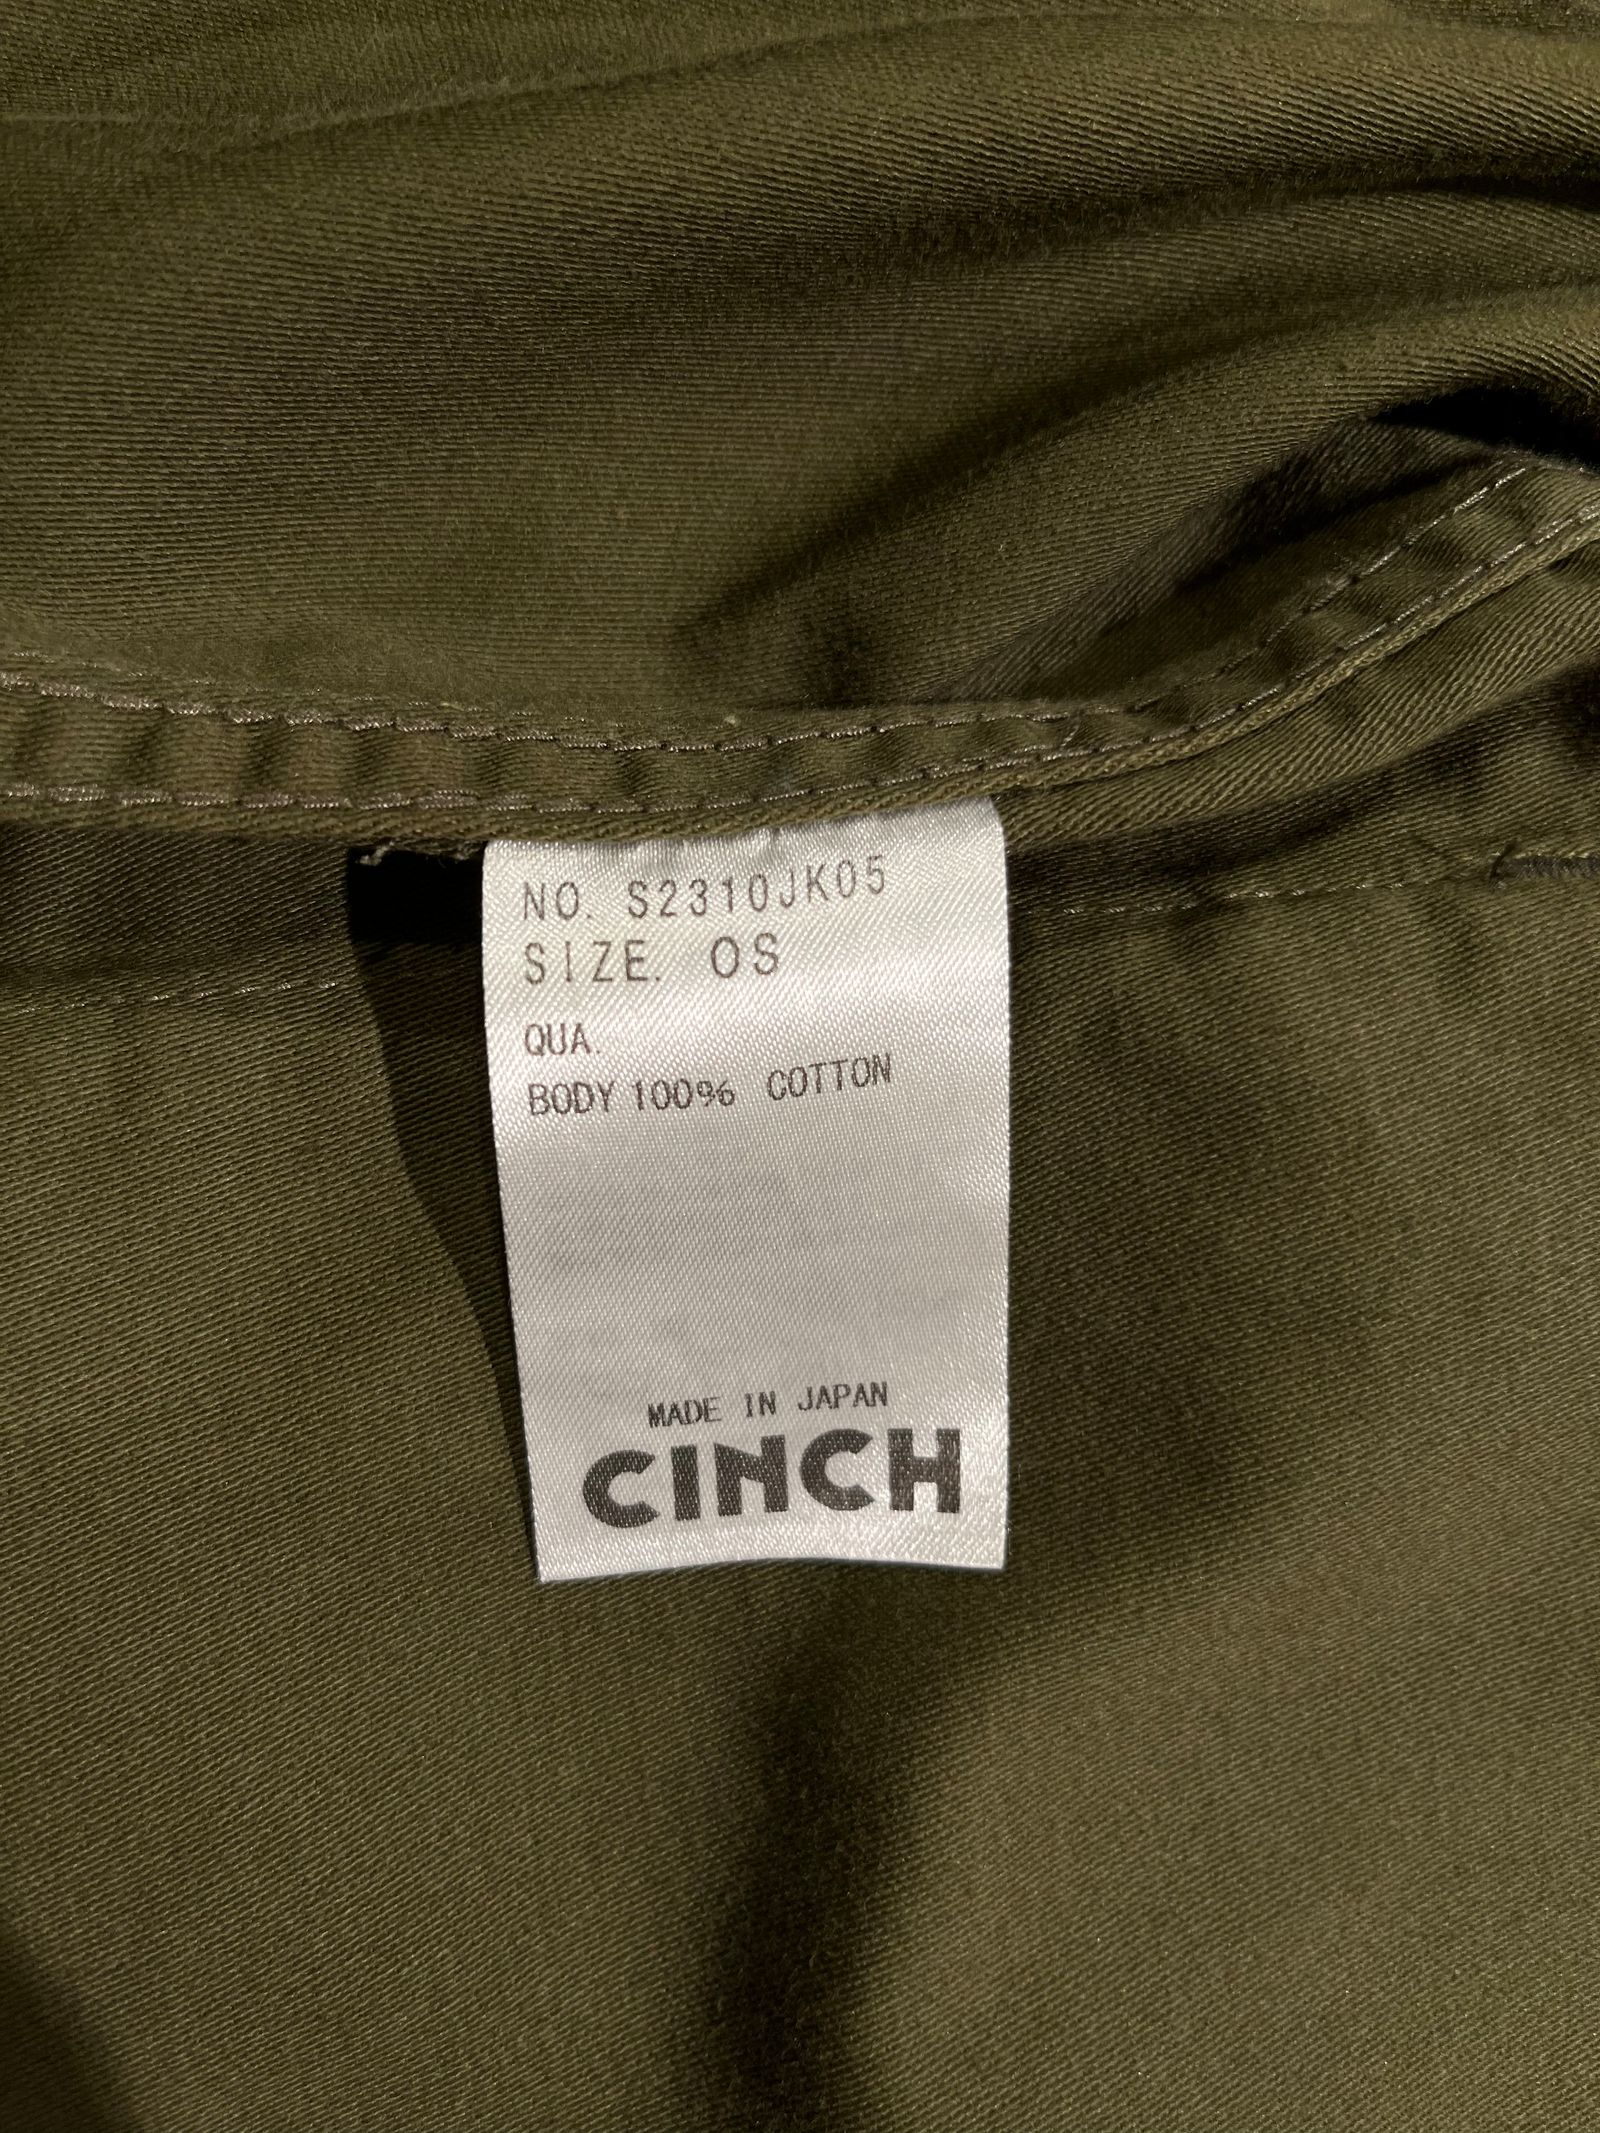 NO. S2310JK05
SIZE. OS
QUA.
BODY 100% COTTON
MADE IN JAPAN
CINCH